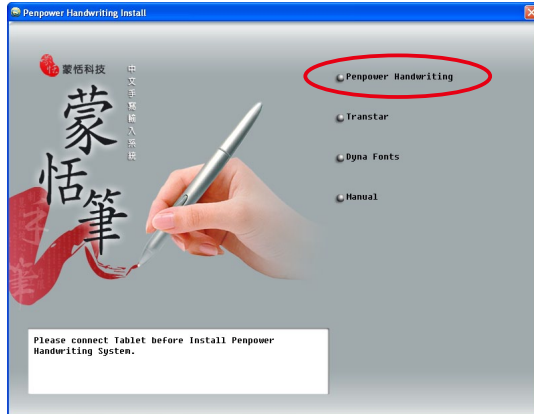 Penpower Handwriting Install
蒙恬科技
中文手寫輸入系統
蒙恬筆
Penpower Handwriting
Transtar
Dyna Fonts
Manual
Please connect Tablet before Install Penpower
Handwriting System.